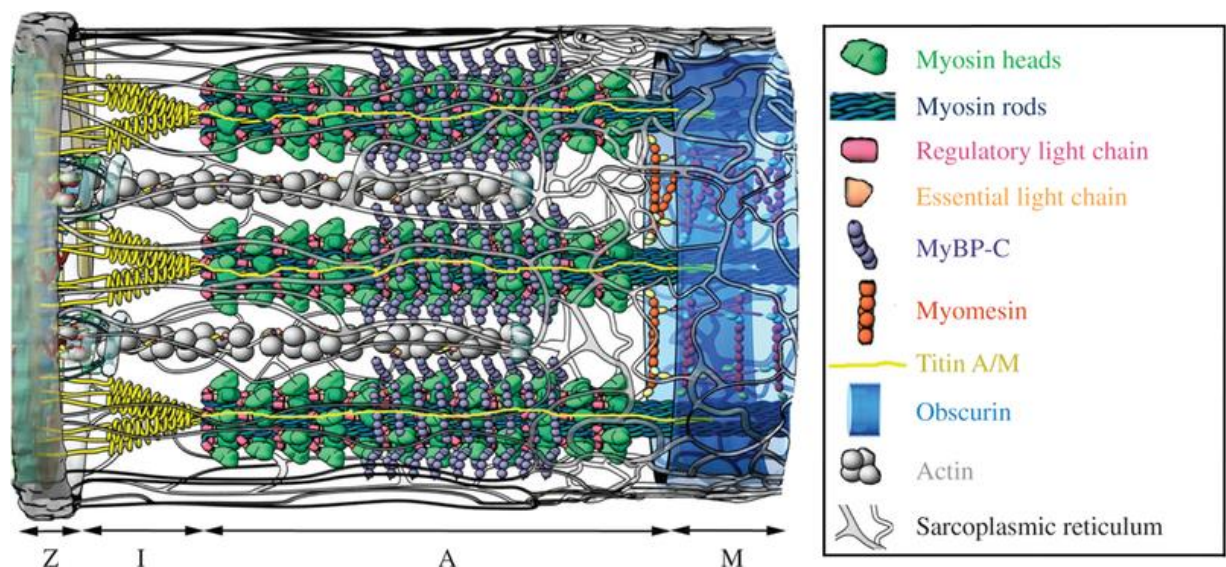 Myosin heads
Myosin rods
Regulatory light chain
Essential light chain
MyBP-C
Myomesin
Titin A/M
Obscurin
Actin
Sarcoplasmic reticulum
Z I A M